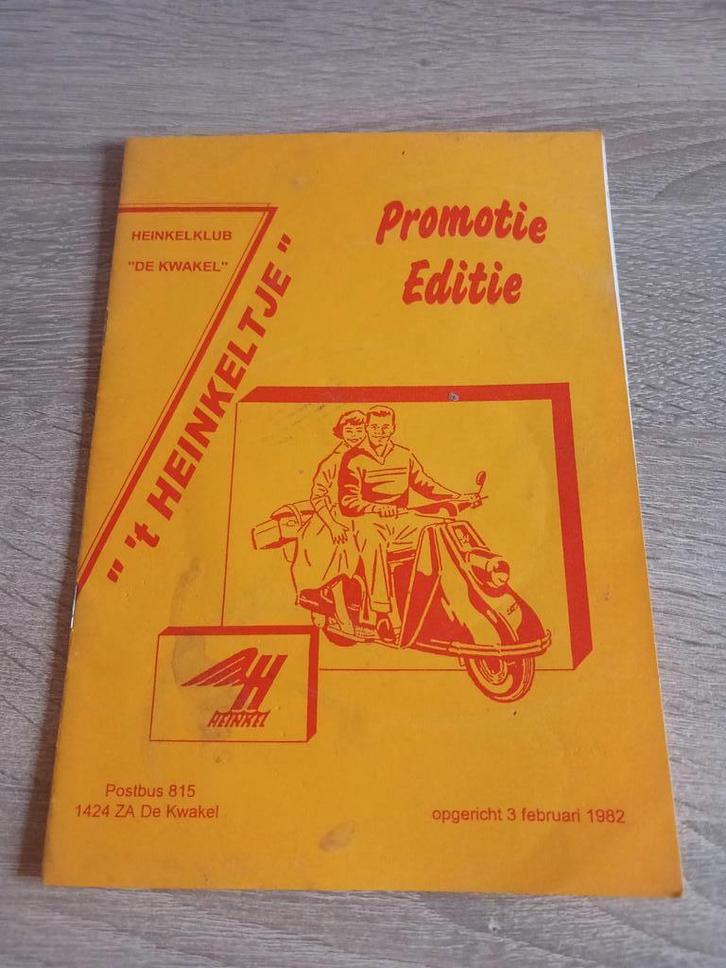 HEINKELKLUB
"DE KWAKEL"
" 't HEINKELTJE "
Promotie
Editie
H
HEINKEL
Postbus 815
1424 ZA De Kwakel
opgericht 3 februari 1982